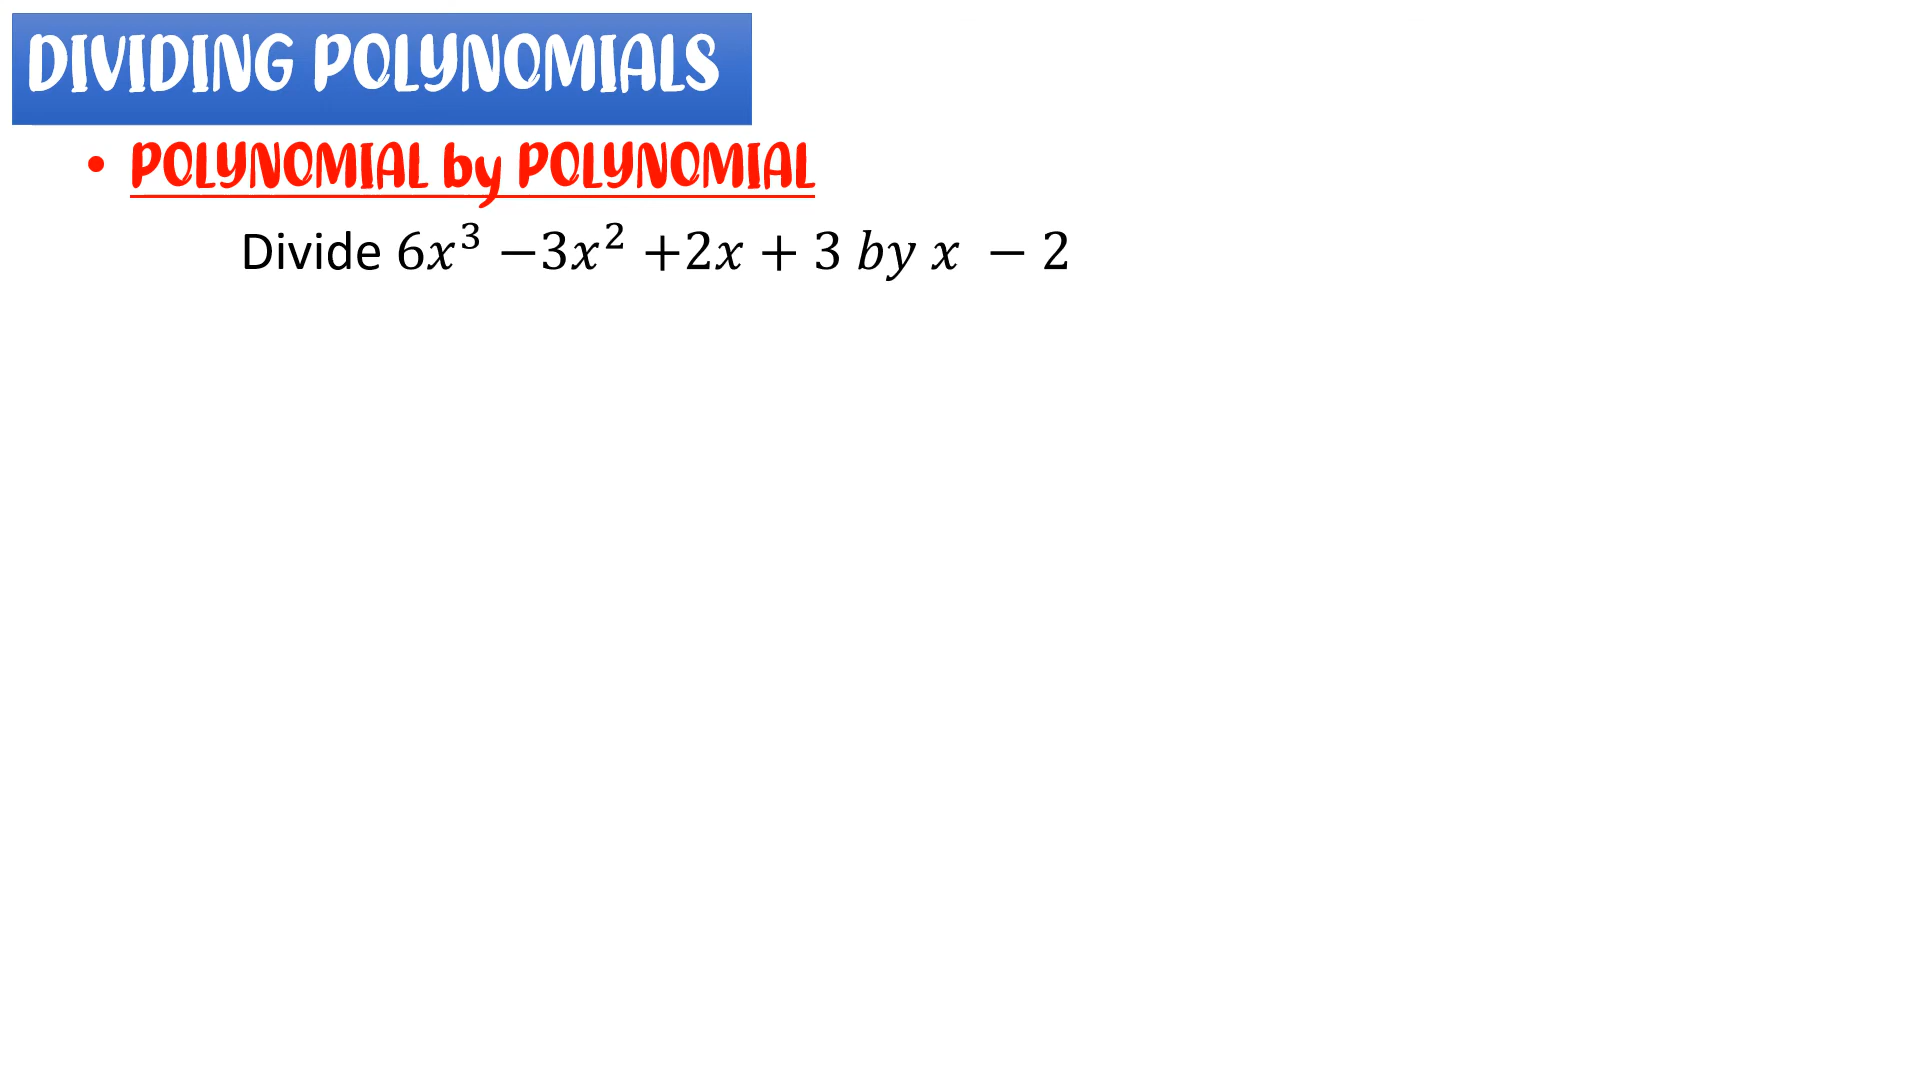 DIVIDING POLYNOMIALS
• POLYNOMIAL by POLYNOMIAL
Divide 6x³ −3x² +2x + 3 by x − 2